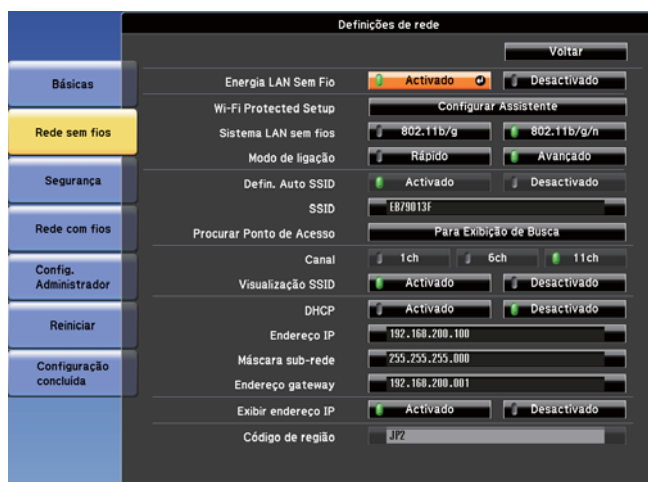 Definições de rede
Voltar
Básicas
Rede sem fios
Segurança
Rede com fios
Config.
Administrador
Reiniciar
Configuração
concluída
Energia LAN Sem Fio Activado Desactivado
Wi-Fi Protected Setup Configurar Assistente
Sistema LAN sem fios 802.11b/g 802.11b/g/n
Modo de ligação Rápido Avançado
Defin. Auto SSID Activado Desactivado
SSID EB79013F
Procurar Ponto de Acesso Para Exibição de Busca
Canal 1ch 6ch 11ch
Visualização SSID Activado Desactivado
DHCP Activado Desactivado
Endereço IP 192.168.200.100
Máscara sub-rede 255.255.255.000
Endereço gateway 192.168.200.001
Exibir endereço IP Activado Desactivado
Código de região JP2